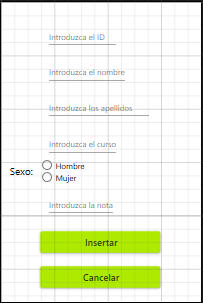 Introduzca el ID
Introduzca el nombre
Introduzca los apellidos
Introduzca el curso
Sexo:
Hombre
Mujer
Introduzca la nota
Insertar
Cancelar